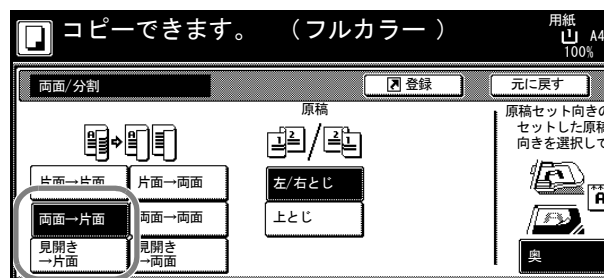 コピーできます。 （フルカラー ）
用紙
A4
100%
両面/分割
登録
元に戻す
原稿
片面→片面
片面→両面
両面→片面
両面→両面
見開き
→片面
見開き
→両面
左/右とじ
上とじ
原稿セット向きの
セットした原稿
向きを選択して
奥